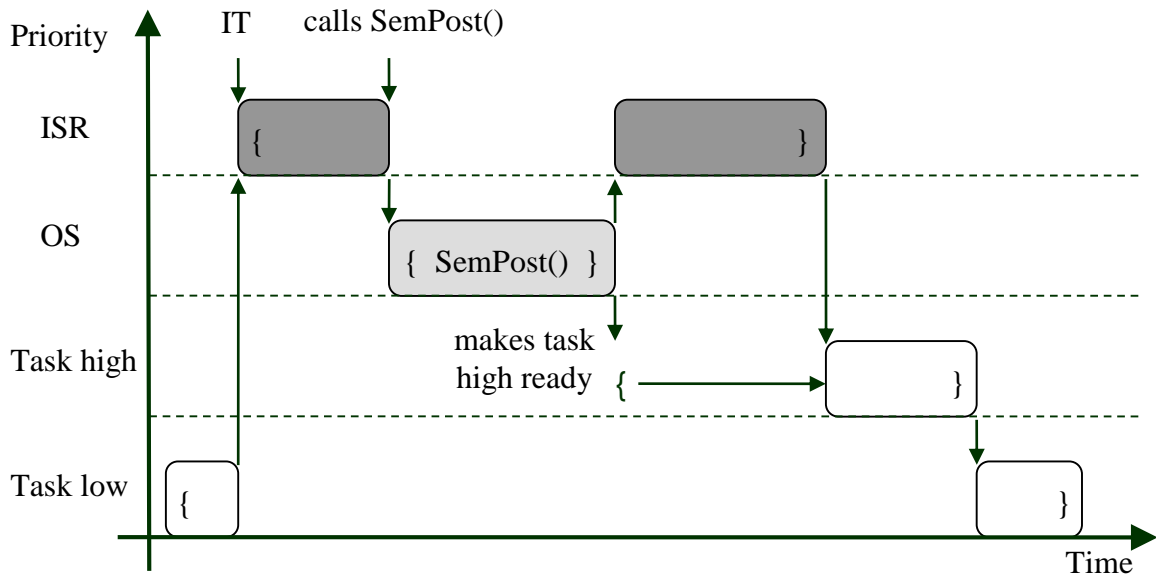 IT
calls SemPost()
Priority
ISR
{
}
OS
{ SemPost() }
makes task
high ready
{
Task high
}
Task low
{
}
Time